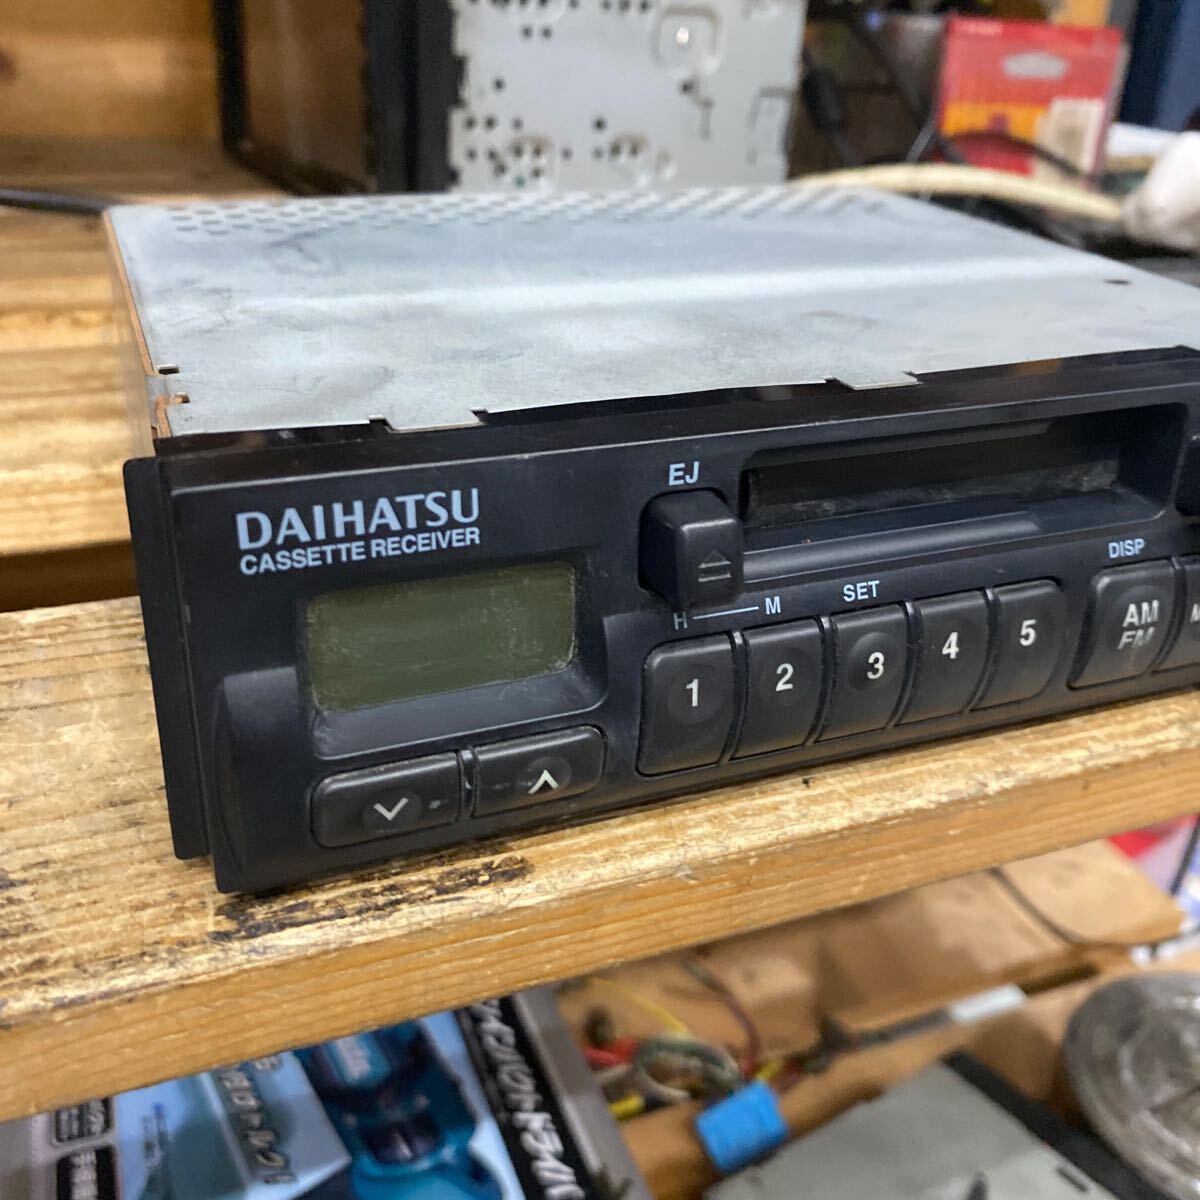 DAIHATSU
CASSETTE RECEIVER
EJ
H M SET DISP
1 2 3 4 5 AM
FM